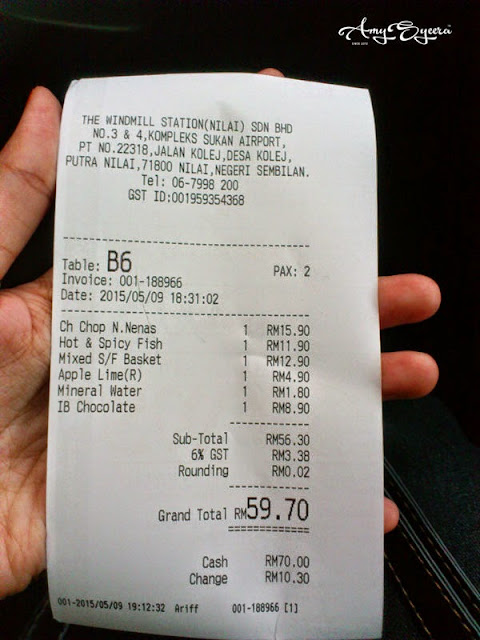 Amy Syeera
THE WINDMILL STATION(NILAI) SDN BHD
NO.3 & 4,KOMPLEKS SUKAN AIRPORT,
PT NO.22318,JALAN KOLEJ,DESA KOLEJ,
PUTRA NILAI,71800 NILAI,NEGERI SEMBILAN.
Tel: 06-7998 200
GST ID:001959354368
Table: B6 PAX: 2
Invoice: 001-188966
Date: 2015/05/09 18:31:02
Ch Chop N.Nenas 1 RM15.90
Hot & Spicy Fish 1 RM11.90
Mixed S/F Basket 1 RM12.90
Apple Lime(R) 1 RM4.90
Mineral Water 1 RM1.80
IB Chocolate 1 RM8.90
Sub-Total RM56.30
6% GST RM3.38
Rounding RM0.02
Grand Total RM59.70
Cash RM70.00
Change RM10.30
001-2015/05/09 19:12:32 Ariff 001-188966 [1]